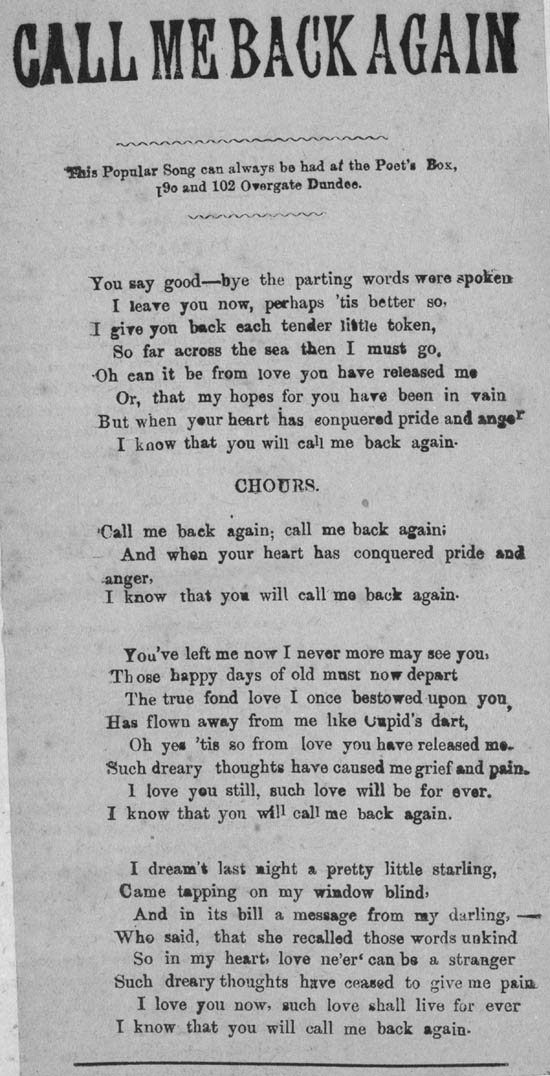 CALL ME BACK AGAIN
This Popular Song can always be had at the Poet's Box,
190 and 102 Overgate Dundee.
You say good—bye the parting words were spoken
I leave you now, perhaps 'tis better so,
I give you back each tender little token,
So far across the sea then I must go,
Oh can it be from love you have released me
Or, that my hopes for you have been in vain
But when your heart has eonpuered pride and anger
I know that you will call me back again.
CHOURS.
Call me back again; call me back again;
And when your heart has conquered pride and
anger,
I know that you will call me back again.
You've left me now I never more may see you,
Those happy days of old must now depart
The true fond love I once bestowed upon you,
Has flown away from me like Cupid's dart,
Oh yes 'tis so from love you have released me.
Such dreary thoughts have caused me grief and pain.
I love you still, such love will be for ever.
I know that you will call me back again.
I dream't last night a pretty little starling,
Came tapping on my window blind,
And in its bill a message from my darling, —
Who said, that she recalled those words unkind
So in my heart, love ne'er' can be a stranger
Such dreary thoughts have ceased to give me pain
I love you now, such love shall live for ever
I know that you will call me back again.